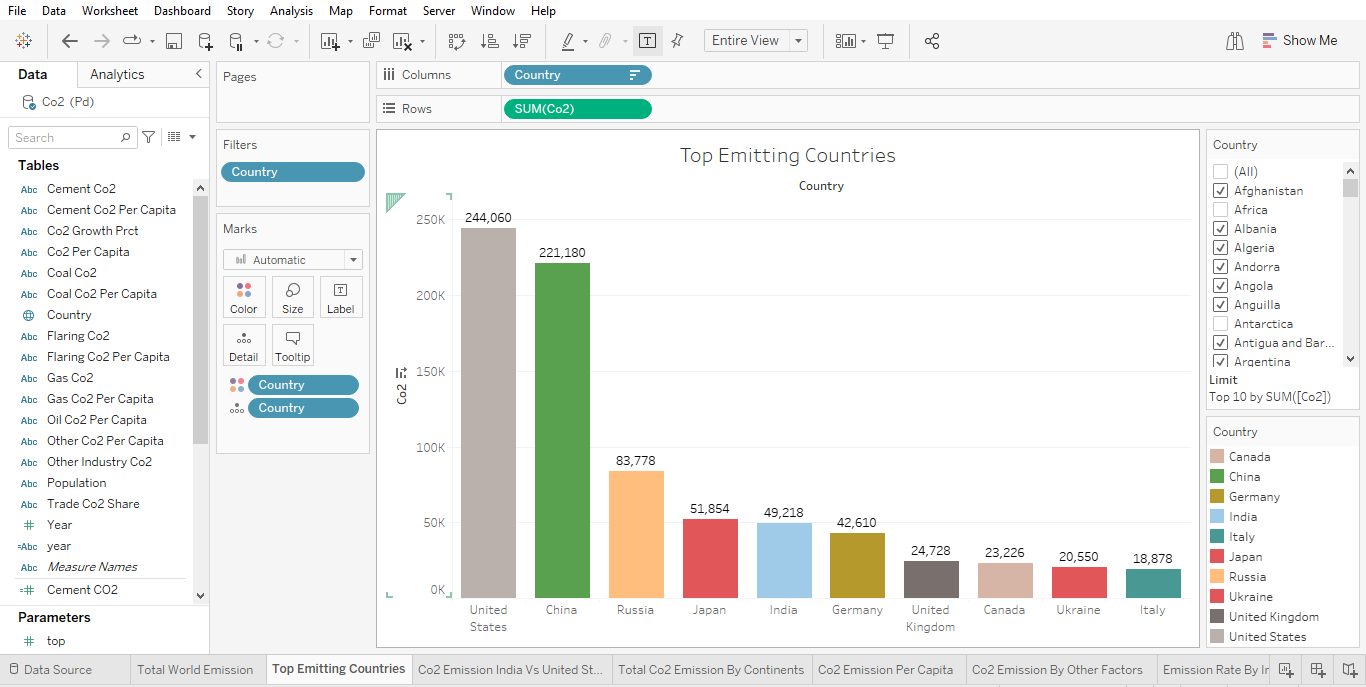 File Data Worksheet Dashboard Story Analysis Map Format Server Window Help
Entire View
Show Me
Data Analytics
Co2 (Pd)
Search
Tables
Abc Cement Co2
Abc Cement Co2 Per Capita
Abc Co2 Growth Prct
Abc Co2 Per Capita
Abc Coal Co2
Abc Coal Co2 Per Capita
Country
Abc Flaring Co2
Abc Flaring Co2 Per Capita
Abc Gas Co2
Abc Gas Co2 Per Capita
Abc Oil Co2 Per Capita
Abc Other Co2 Per Capita
Abc Other Industry Co2
Abc Population
Abc Trade Co2 Share
# Year
=Abc year
Abc Measure Names
=# Cement CO2
Parameters
# top
Pages
Filters
Country
Marks
Automatic
Color Size Label
Detail Tooltip
Country
Country
Columns Country
Rows SUM(Co2)
Top Emitting Countries
Country
Co2
250K
200K
150K
100K
50K
0K
244,060
221,180
83,778
51,854
49,218
42,610
24,728
23,226
20,550
18,878
United States China Russia Japan India Germany United Kingdom Canada Ukraine Italy
Country
(All)
Afghanistan
Africa
Albania
Algeria
Andorra
Angola
Anguilla
Antarctica
Antigua and Bar...
Argentina
Limit
Top 10 by SUM([Co2])
Country
Canada
China
Germany
India
Italy
Japan
Russia
Ukraine
United Kingdom
United States
Data Source Total World Emission Top Emitting Countries Co2 Emission India Vs United St... Total Co2 Emission By Continents Co2 Emission Per Capita Co2 Emission By Other Factors Emission Rate By Ir